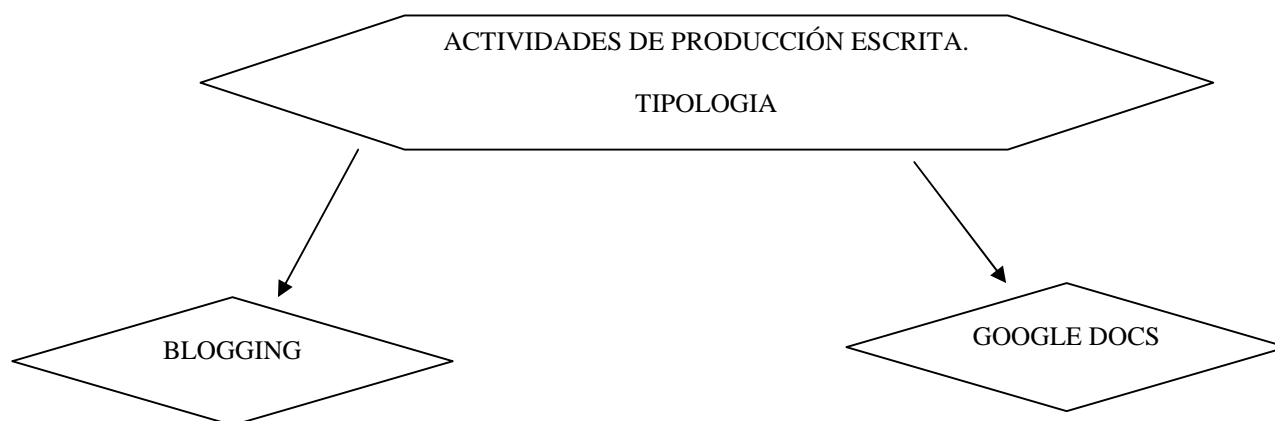 ACTIVIDADES DE PRODUCCIÓN ESCRITA.
TIPOLOGIA
BLOGGING
GOOGLE DOCS